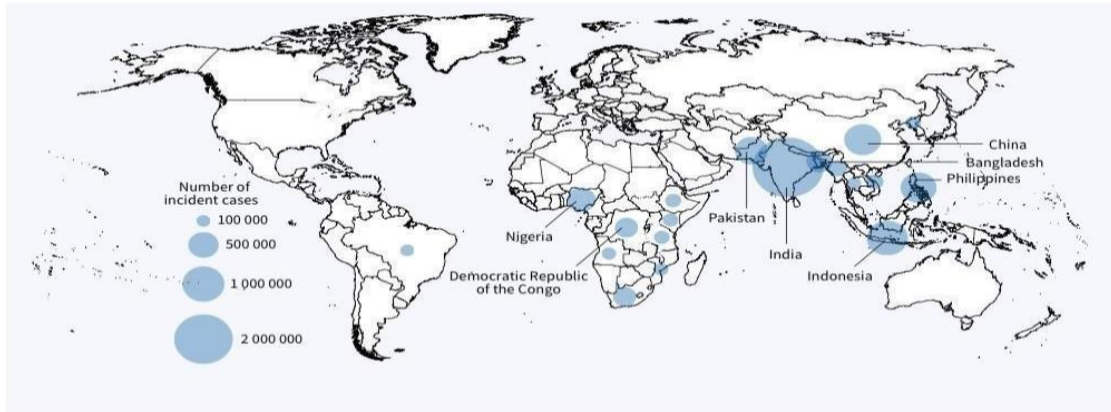 Number of
incident cases
100 000
500 000
1 000 000
2 000 000
Nigeria
Democratic Republic
of the Congo
Pakistan
India
Indonesia
China
Bangladesh
Philippines